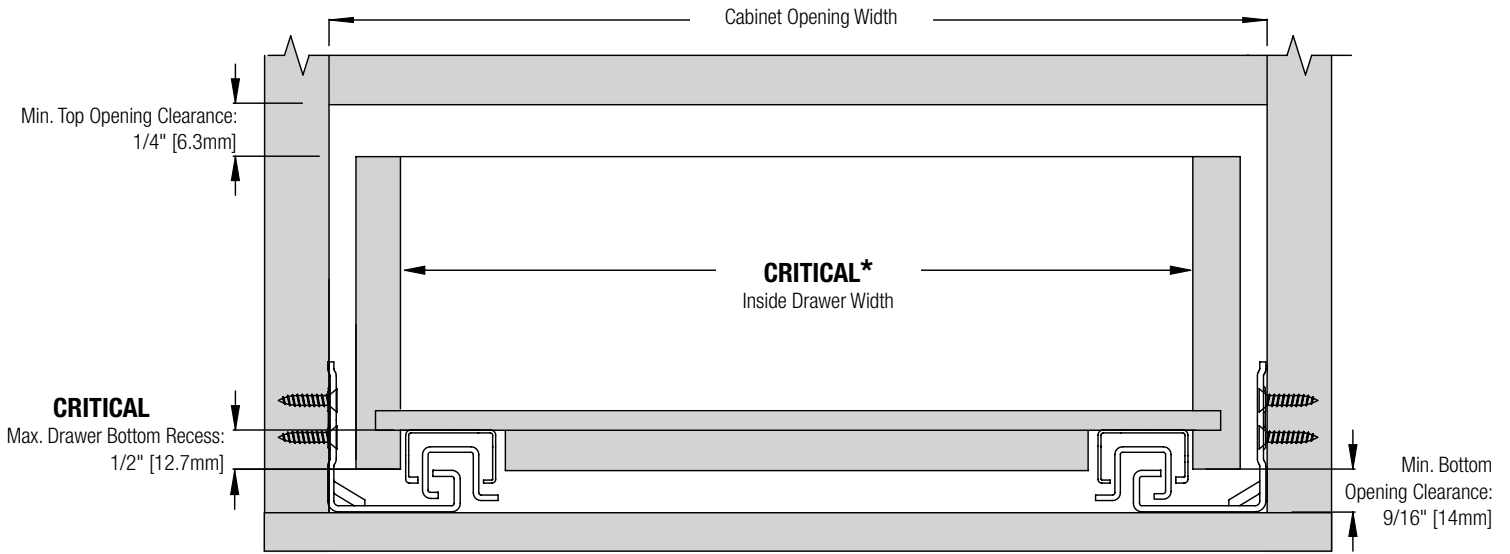 Cabinet Opening Width
Min. Top Opening Clearance:
1/4" [6.3mm]
CRITICAL*
Inside Drawer Width
CRITICAL
Max. Drawer Bottom Recess:
1/2" [12.7mm]
Min. Bottom
Opening Clearance:
9/16" [14mm]